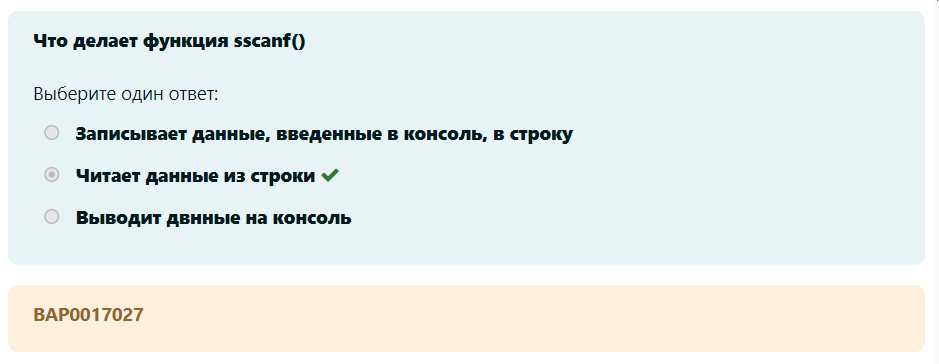 Что делает функция sscanf()
Выберите один ответ:
Записывает данные, введенные в консоль, в строку
Читает данные из строки
Выводит двнные на консоль
BAP0017027